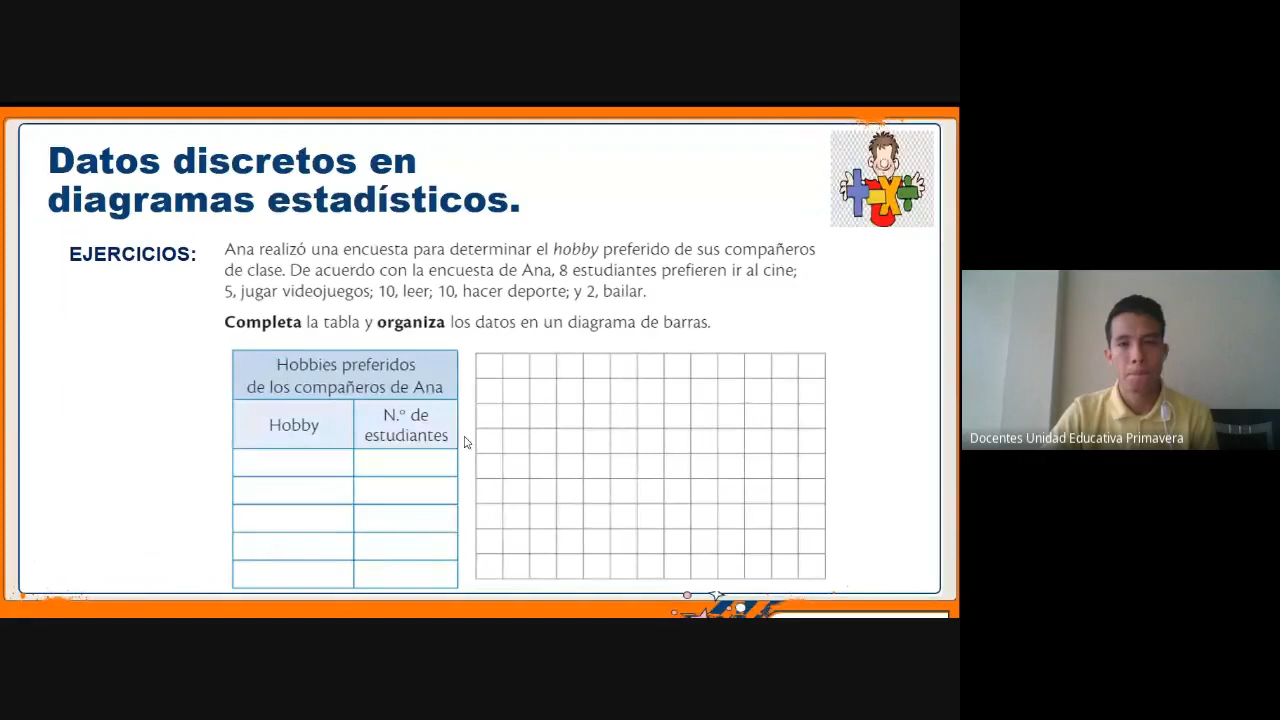 Datos discretos en
diagramas estadísticos.
EJERCICIOS:
Ana realizó una encuesta para determinar el hobby preferido de sus compañeros
de clase. De acuerdo con la encuesta de Ana, 8 estudiantes prefieren ir al cine;
5, jugar videojuegos; 10, leer; 10, hacer deporte; y 2, bailar.
Completa la tabla y organiza los datos en un diagrama de barras.
Hobbies preferidos
de los compañeros de Ana
Hobby
N.º de
estudiantes
Docentes Unidad Educativa Primavera